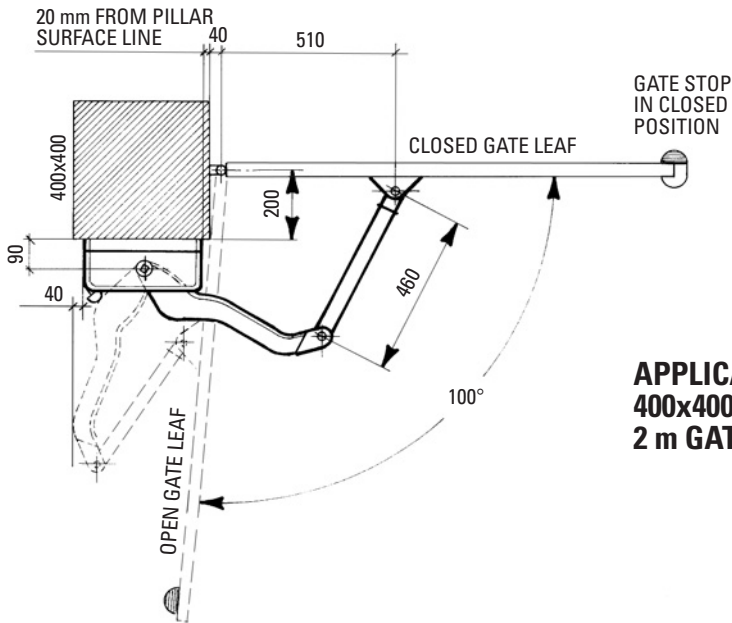 20 mm FROM PILLAR
SURFACE LINE
40
510
GATE STOP
IN CLOSED
POSITION
CLOSED GATE LEAF
400x400
200
90
40
460
100°
APPLICA
400x400
2 m GAT
OPEN GATE LEAF